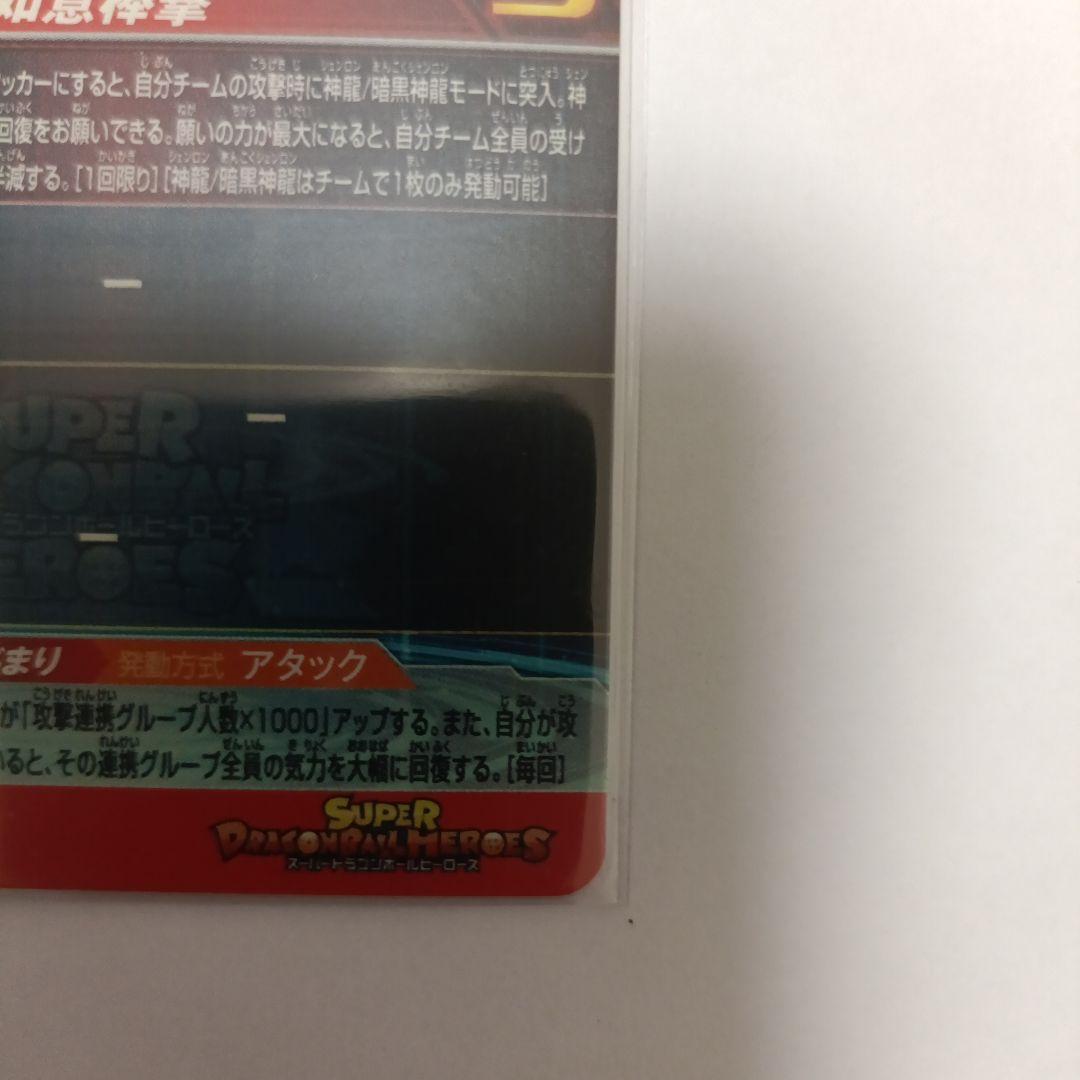 如意棒撃
ッカーにすると、自分チームの攻撃時に神龍/暗黒神龍モードに突入。神
回復をお願いできる。願いの力が最大になると、自分チーム全員の受け
半減する。[1回限り][神龍/暗黒神龍はチームで1枚のみ発動可能]
SUPER
DRAGONBALL
ドラゴンボールヒーローズ
HEROES
まり 発動方式 アタック
が「攻撃連携グループ人数×1000」アップする。また、自分が攻
いると、その連携グループ全員の気力を大幅に回復する。[毎回]
SUPER
DRAGONBALL HEROES
スーパードラゴンボールヒーローズ